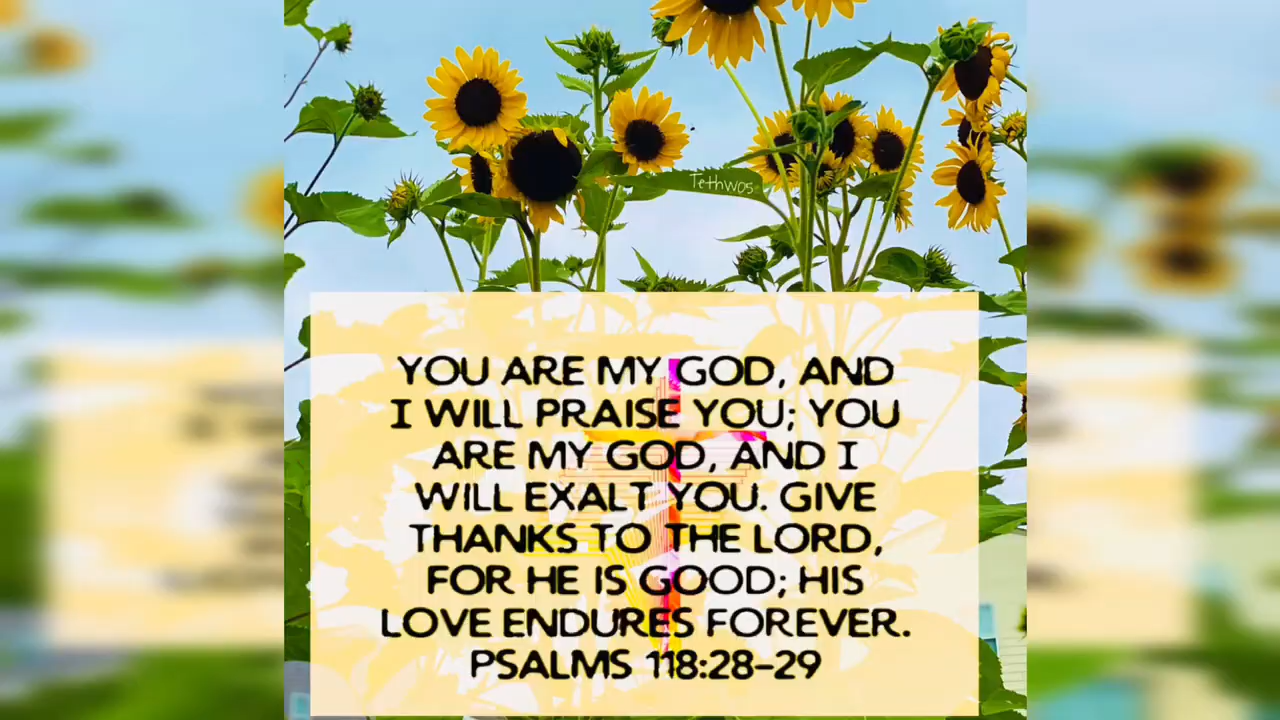 Tethwos
YOU ARE MY GOD, AND
I WILL PRAISE YOU; YOU
ARE MY GOD, AND I
WILL EXALT YOU. GIVE
THANKS TO THE LORD,
FOR HE IS GOOD; HIS
LOVE ENDURES FOREVER.
PSALMS 118:28-29